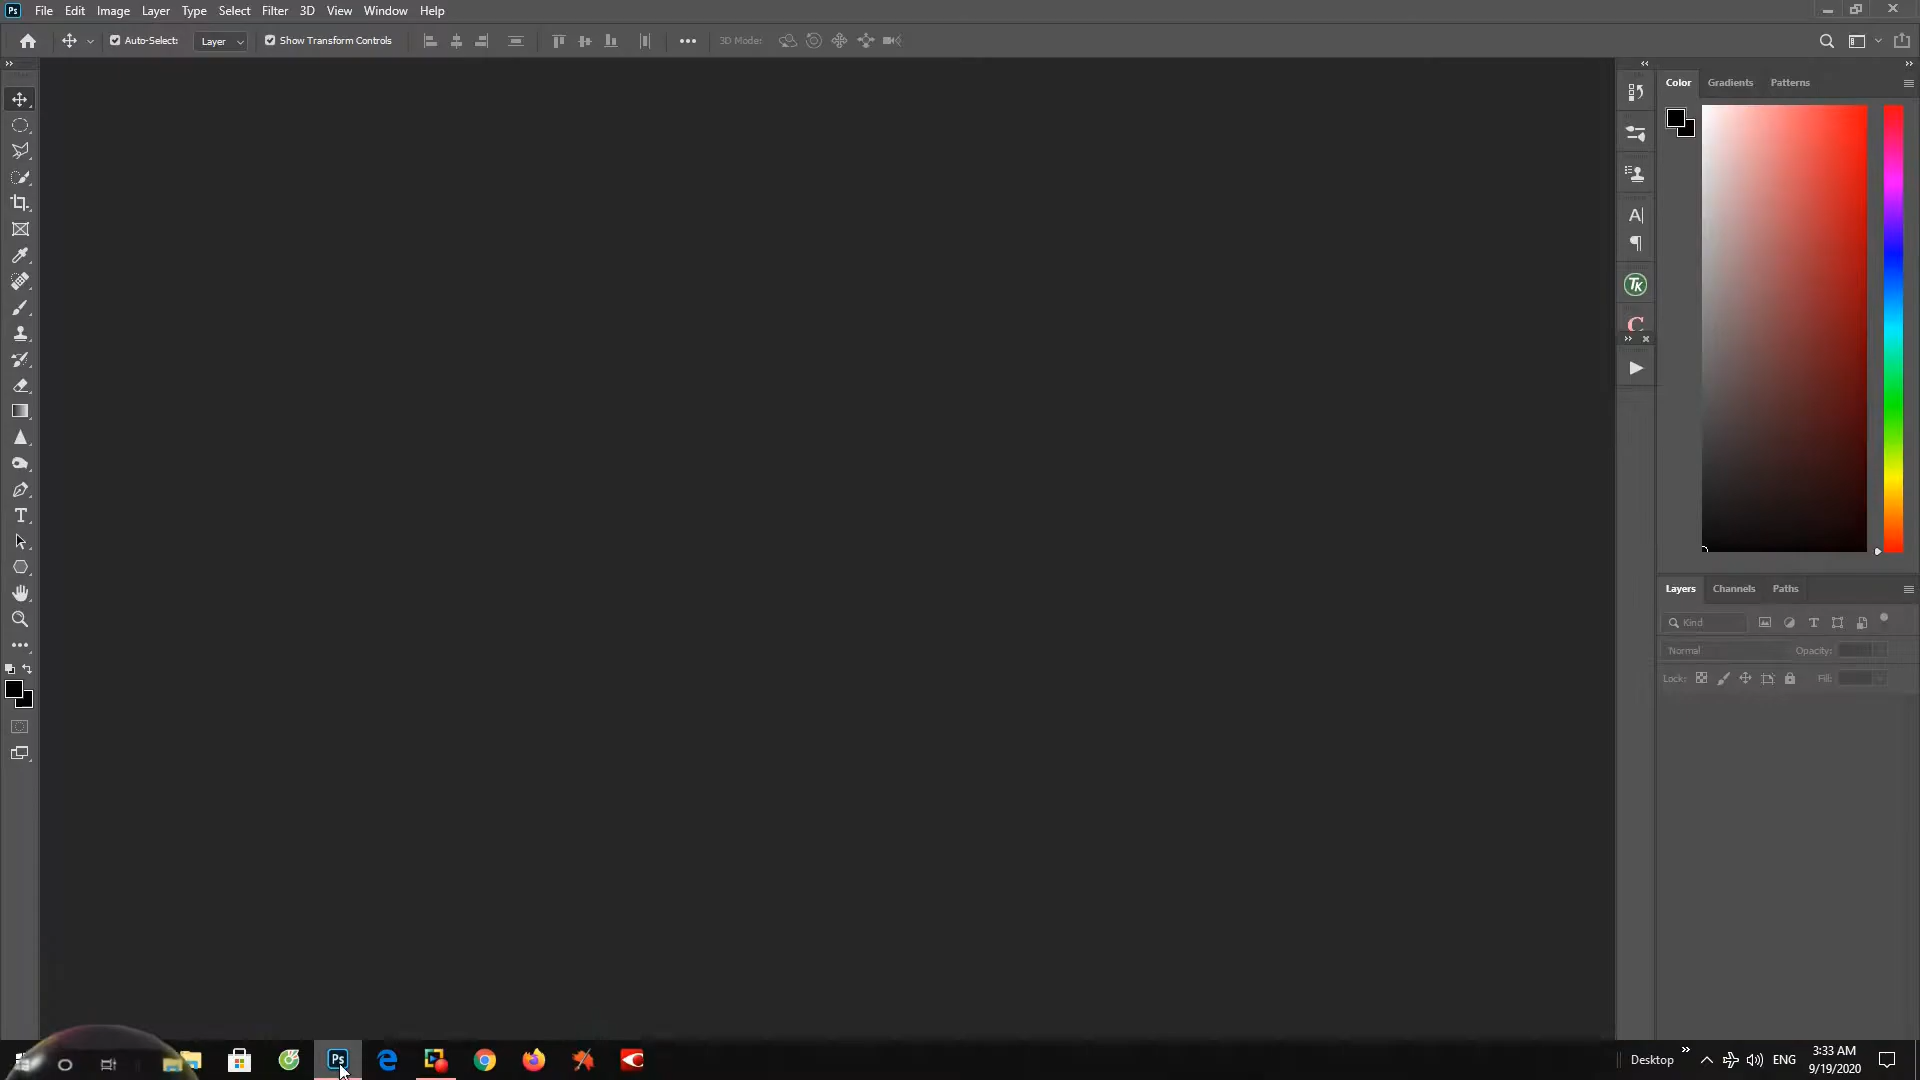 Ps File Edit Image Layer Type Select Filter 3D View Window Help
Auto-Select: Layer Show Transform Controls 3D Mode:
Color Gradients Patterns
A
TK
C
T
Layers Channels Paths
Kind T
Normal Opacity:
Lock: Fill:
Ps
Desktop ENG 3:33 AM
9/19/2020